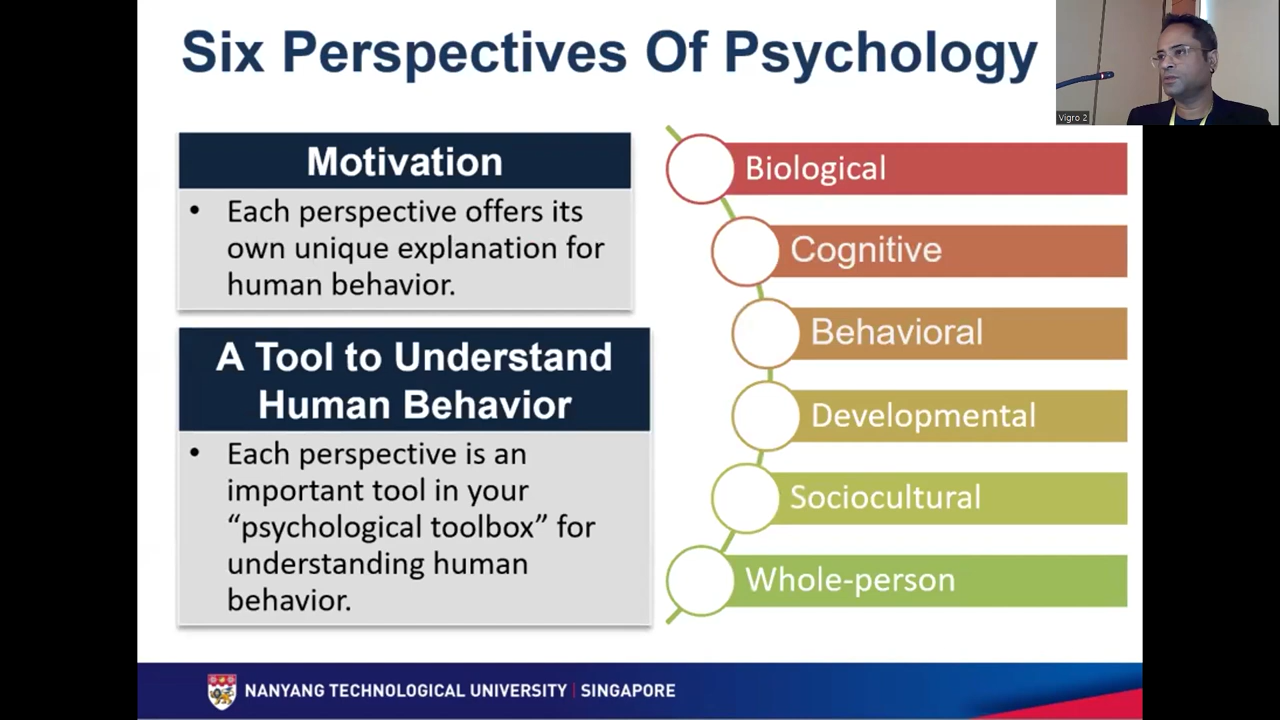 Six Perspectives Of Psychology
Vigro 2
Motivation
• Each perspective offers its
own unique explanation for
human behavior.
A Tool to Understand
Human Behavior
• Each perspective is an
important tool in your
“psychological toolbox” for
understanding human
behavior.
Biological
Cognitive
Behavioral
Developmental
Sociocultural
Whole-person
NANYANG TECHNOLOGICAL UNIVERSITY | SINGAPORE